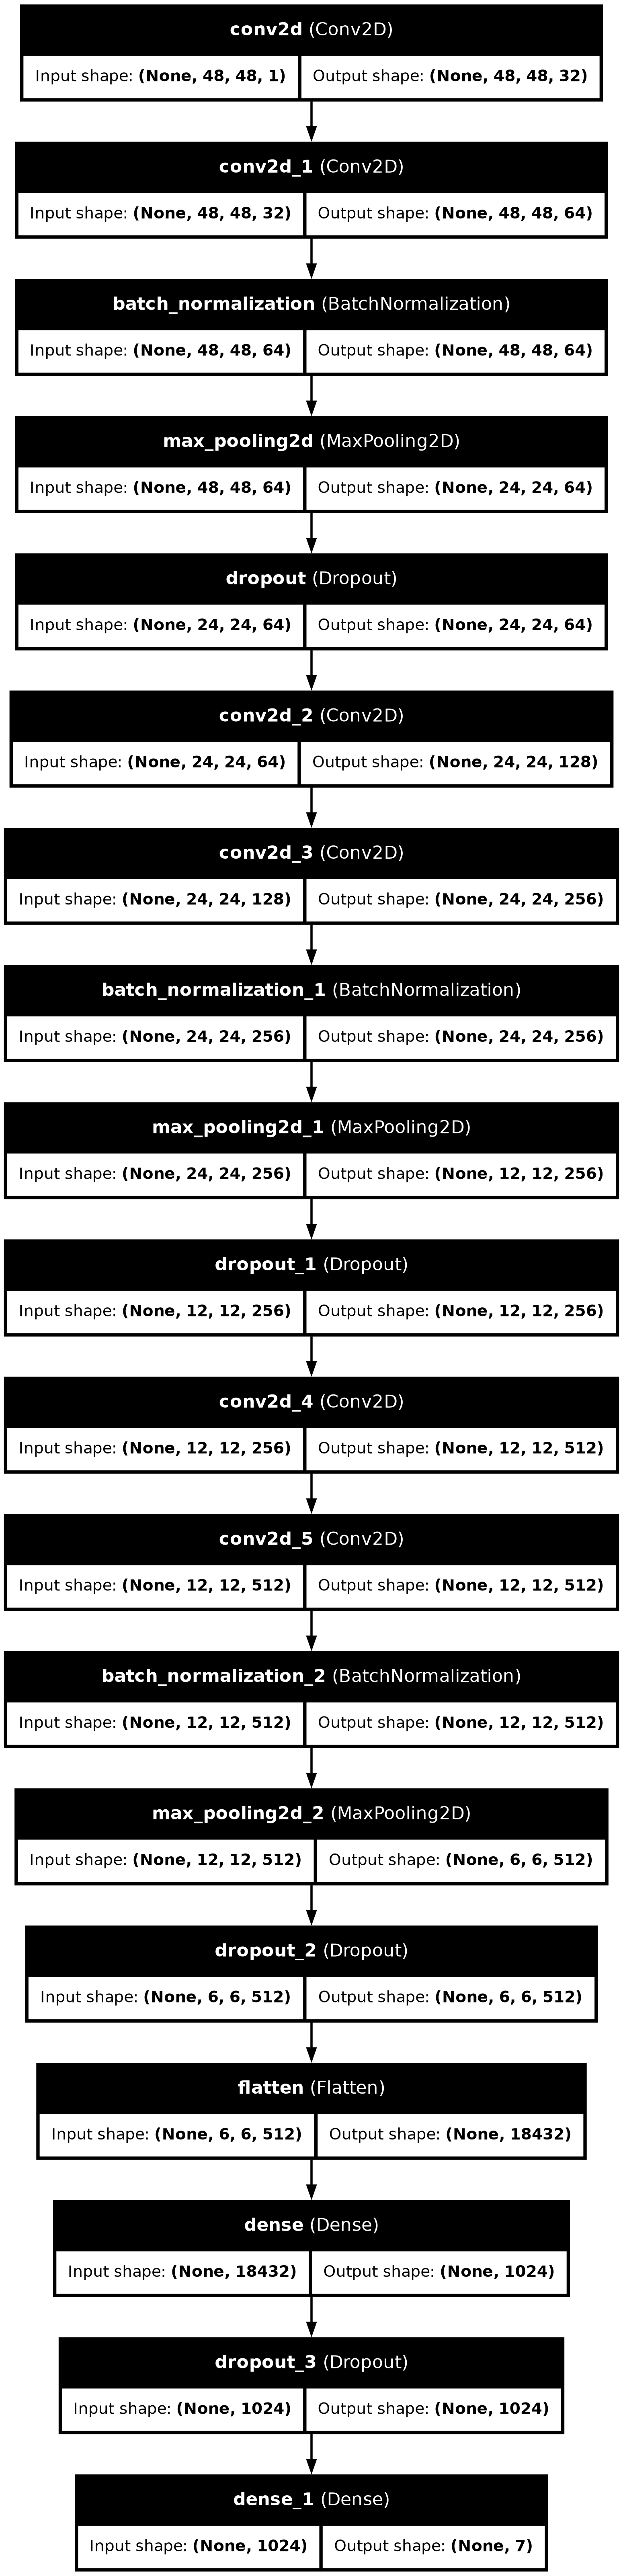 conv2d (Conv2D)
Input shape: (None, 48, 48, 1) Output shape: (None, 48, 48, 32)
conv2d_1 (Conv2D)
Input shape: (None, 48, 48, 32) Output shape: (None, 48, 48, 64)
batch_normalization (BatchNormalization)
Input shape: (None, 48, 48, 64) Output shape: (None, 48, 48, 64)
max_pooling2d (MaxPooling2D)
Input shape: (None, 48, 48, 64) Output shape: (None, 24, 24, 64)
dropout (Dropout)
Input shape: (None, 24, 24, 64) Output shape: (None, 24, 24, 64)
conv2d_2 (Conv2D)
Input shape: (None, 24, 24, 64) Output shape: (None, 24, 24, 128)
conv2d_3 (Conv2D)
Input shape: (None, 24, 24, 128) Output shape: (None, 24, 24, 256)
batch_normalization_1 (BatchNormalization)
Input shape: (None, 24, 24, 256) Output shape: (None, 24, 24, 256)
max_pooling2d_1 (MaxPooling2D)
Input shape: (None, 24, 24, 256) Output shape: (None, 12, 12, 256)
dropout_1 (Dropout)
Input shape: (None, 12, 12, 256) Output shape: (None, 12, 12, 256)
conv2d_4 (Conv2D)
Input shape: (None, 12, 12, 256) Output shape: (None, 12, 12, 512)
conv2d_5 (Conv2D)
Input shape: (None, 12, 12, 512) Output shape: (None, 12, 12, 512)
batch_normalization_2 (BatchNormalization)
Input shape: (None, 12, 12, 512) Output shape: (None, 12, 12, 512)
max_pooling2d_2 (MaxPooling2D)
Input shape: (None, 12, 12, 512) Output shape: (None, 6, 6, 512)
dropout_2 (Dropout)
Input shape: (None, 6, 6, 512) Output shape: (None, 6, 6, 512)
flatten (Flatten)
Input shape: (None, 6, 6, 512) Output shape: (None, 18432)
dense (Dense)
Input shape: (None, 18432) Output shape: (None, 1024)
dropout_3 (Dropout)
Input shape: (None, 1024) Output shape: (None, 1024)
dense_1 (Dense)
Input shape: (None, 1024) Output shape: (None, 7)